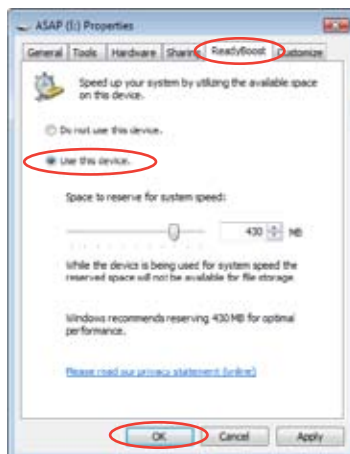 ASAP (I:) Properties
General Tools Hardware Sharing ReadyBoost Customize
Speed up your system by utilizing the available space
on this device.
Do not use this device.
Use this device.
Space to reserve for system speed:
430 MB
While the device is being used for system speed the
reserved space will not be available for file storage.
Windows recommends reserving 430 MB for optimal
performance.
Please read our privacy statement (online)
OK Cancel Apply